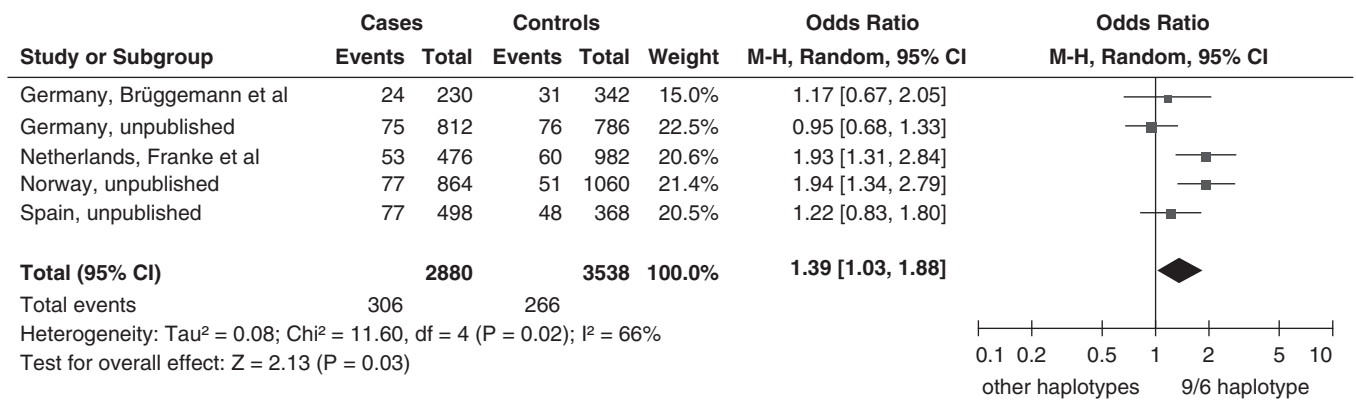 Cases Controls Odds Ratio Odds Ratio
Study or Subgroup Events Total Events Total Weight M-H, Random, 95% CI M-H, Random, 95% CI
Germany, Brüggemann et al 24 230 31 342 15.0% 1.17 [0.67, 2.05]
Germany, unpublished 75 812 76 786 22.5% 0.95 [0.68, 1.33]
Netherlands, Franke et al 53 476 60 982 20.6% 1.93 [1.31, 2.84]
Norway, unpublished 77 864 51 1060 21.4% 1.94 [1.34, 2.79]
Spain, unpublished 77 498 48 368 20.5% 1.22 [0.83, 1.80]
Total (95% CI) 2880 3538 100.0% 1.39 [1.03, 1.88]
Total events 306 266
Heterogeneity: Tau² = 0.08; Chi² = 11.60, df = 4 (P = 0.02); I² = 66%
Test for overall effect: Z = 2.13 (P = 0.03)
0.1 0.2 0.5 1 2 5 10
other haplotypes 9/6 haplotype